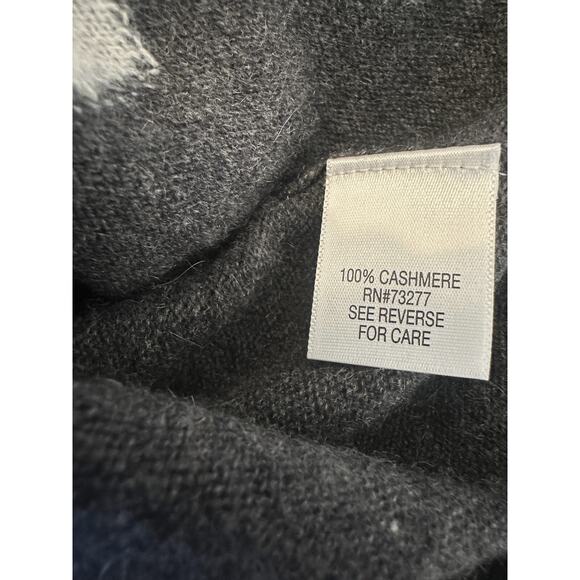 100% CASHMERE
RN#73277
SEE REVERSE
FOR CARE